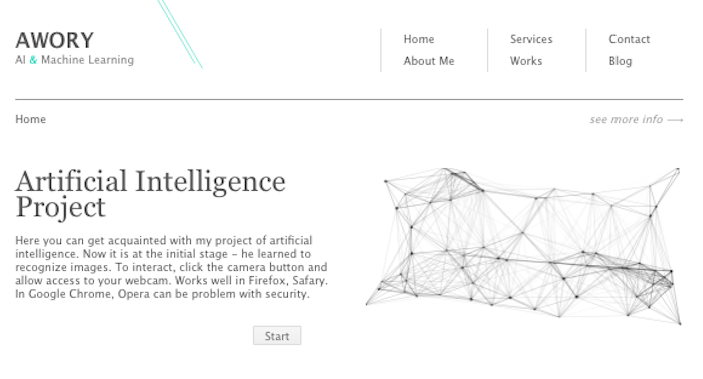 AWORY
AI & Machine Learning
Home
About Me
Services
Works
Contact
Blog
Home
see more info ⟶
Artificial Intelligence
Project
Here you can get acquainted with my project of artificial
intelligence. Now it is at the initial stage – he learned to
recognize images. To interact, click the camera button and
allow access to your webcam. Works well in Firefox, Safary.
In Google Chrome, Opera can be problem with security.
Start